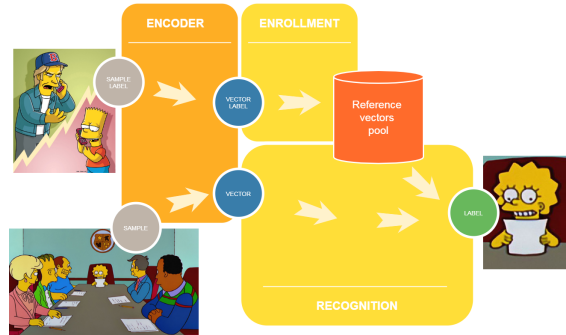 ENCODER
ENROLLMENT
SAMPLE
LABEL
VECTOR
LABEL
Reference
vectors
pool
VECTOR
LABEL
SAMPLE
RECOGNITION